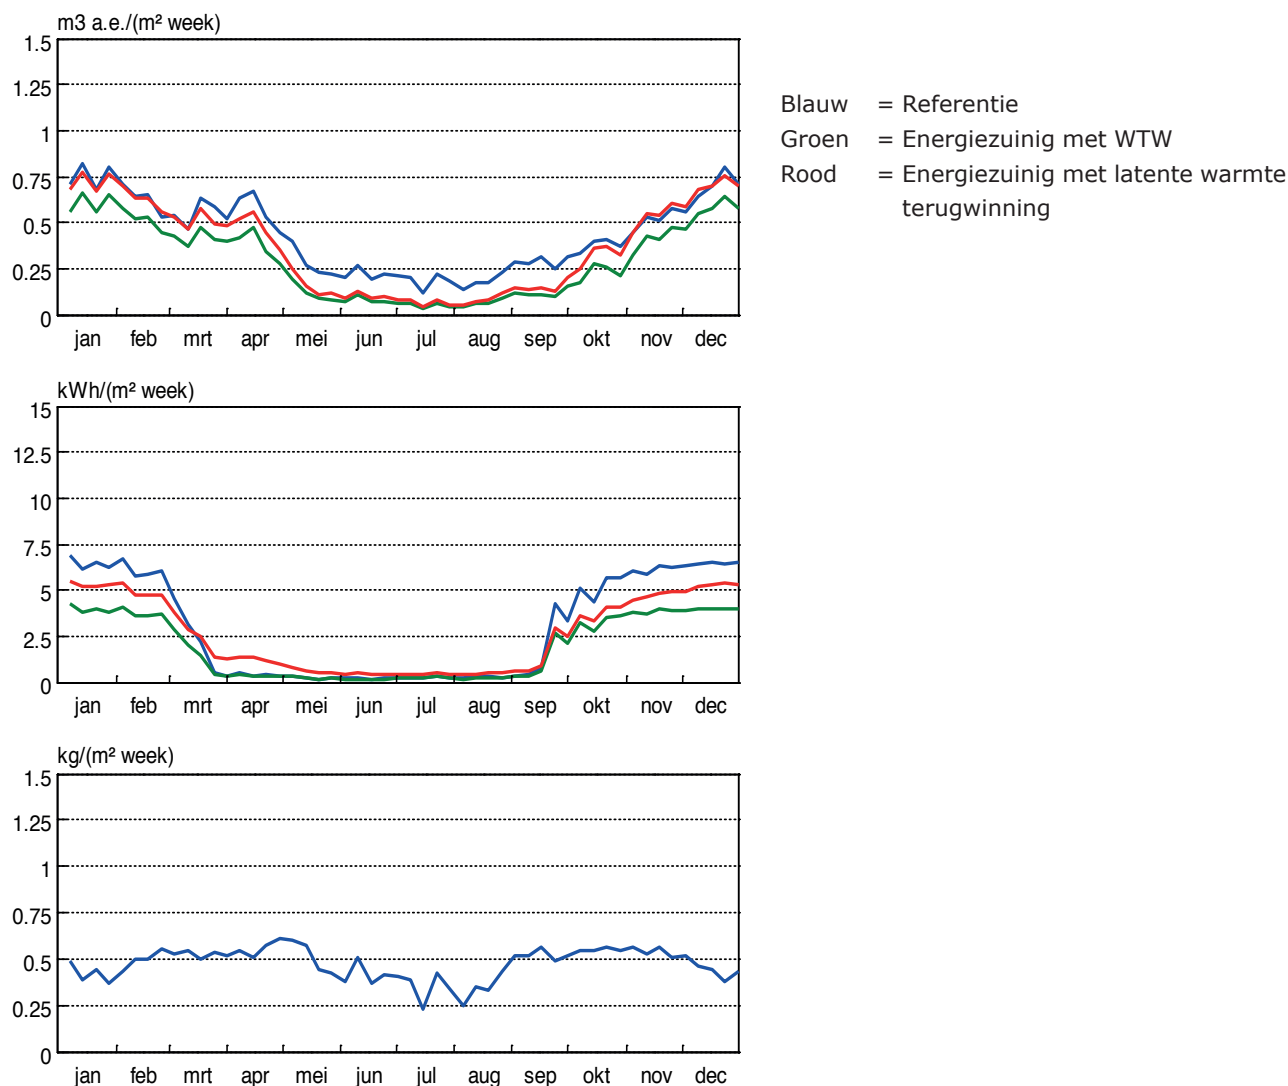 m3 a.e./(m² week)
1.5
1.25
1
0.75
0.5
0.25
0
jan feb mrt apr mei jun jul aug sep okt nov dec
Blauw = Referentie
Groen = Energiezuinig met WTW
Rood = Energiezuinig met latente warmte
terugwinning
kWh/(m² week)
15
12.5
10
7.5
5
2.5
0
jan feb mrt apr mei jun jul aug sep okt nov dec
kg/(m² week)
1.5
1.25
1
0.75
0.5
0.25
0
jan feb mrt apr mei jun jul aug sep okt nov dec